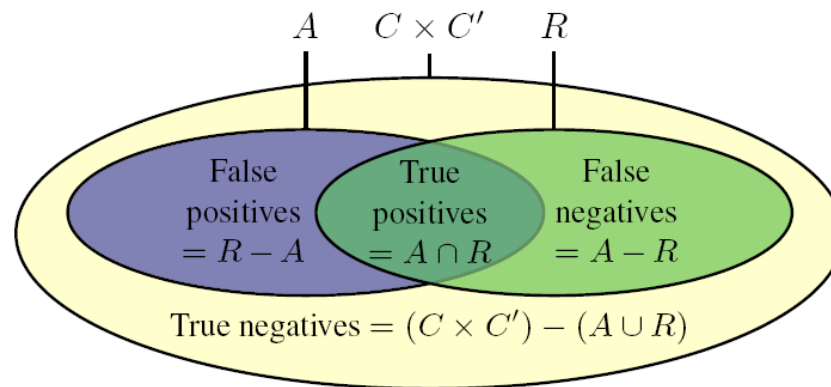 A C × C′ R
False positives = R − A
True positives = A ∩ R
False negatives = A − R
True negatives = (C × C′) − (A ∪ R)